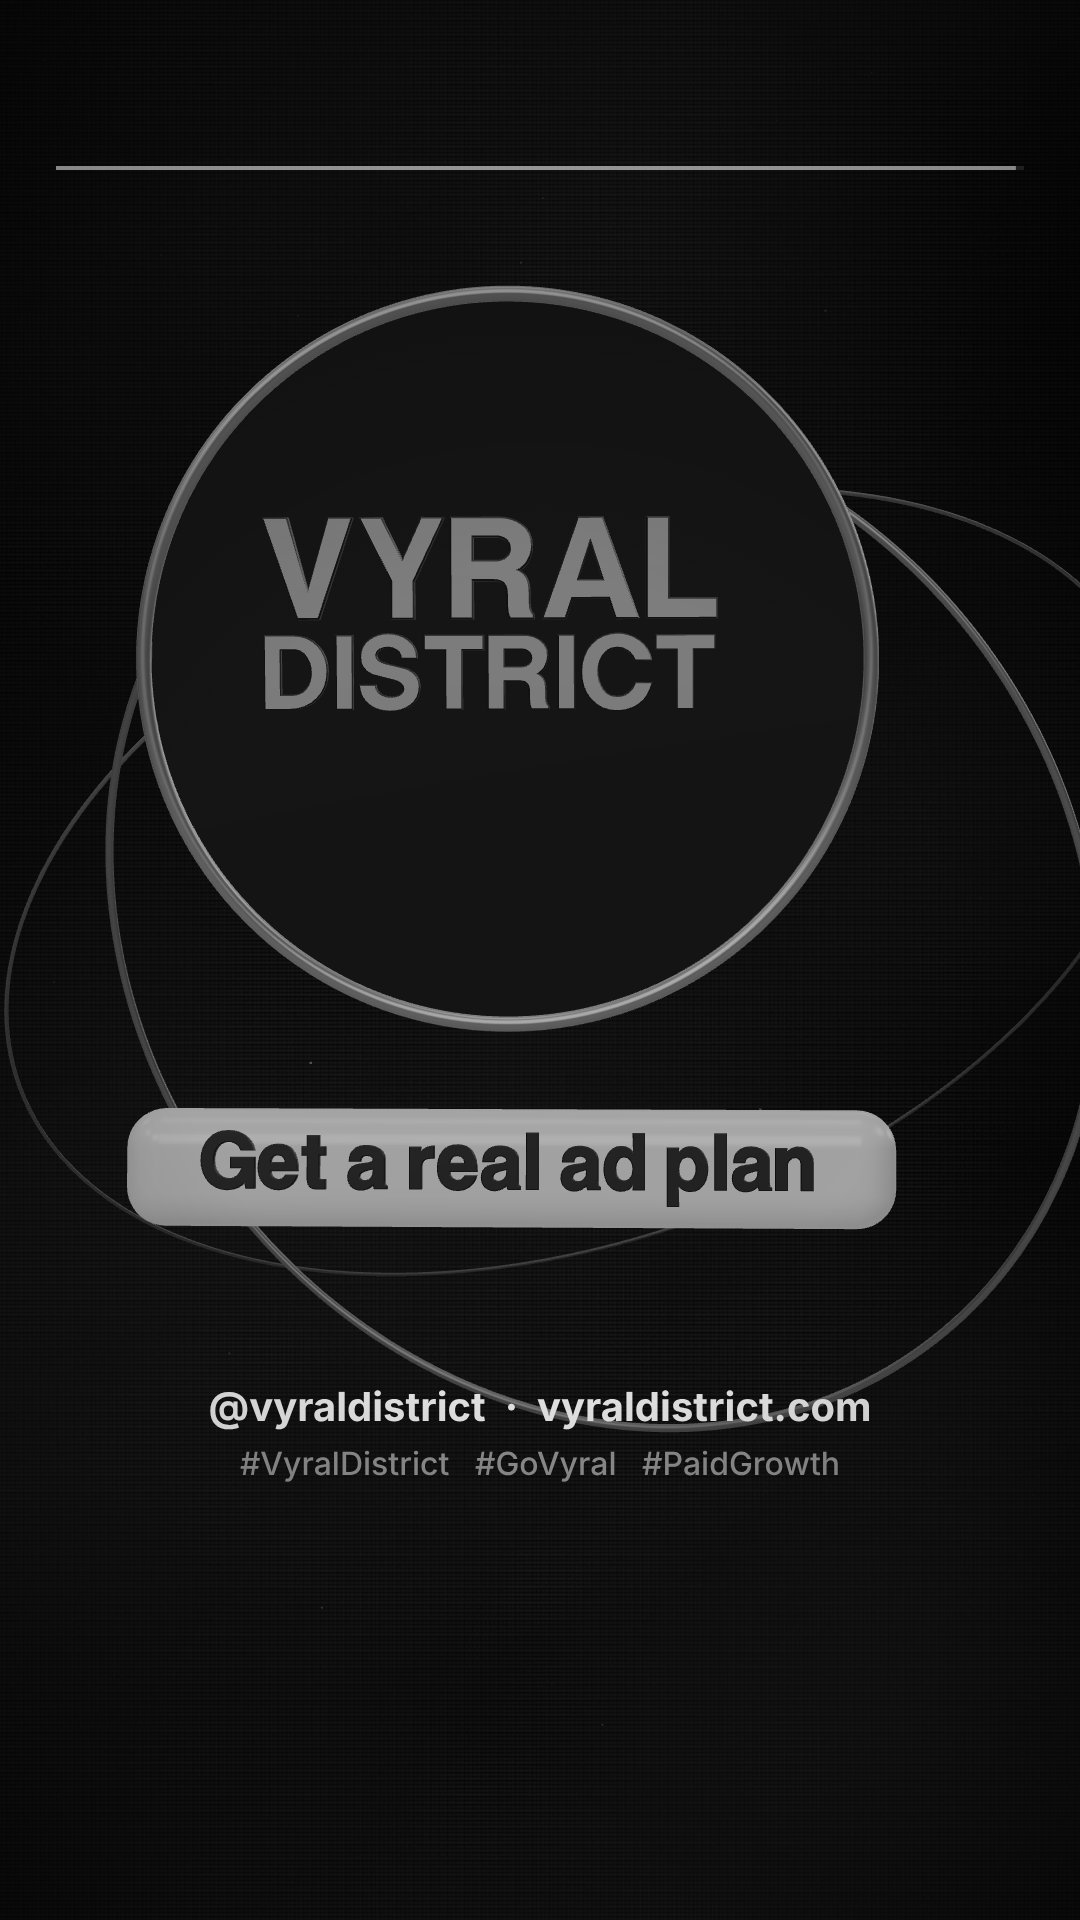 VYRAL
DISTRICT
Get a real ad plan
@vyraldistrict · vyraldistrict.com
#VyralDistrict #GoVyral #PaidGrowth